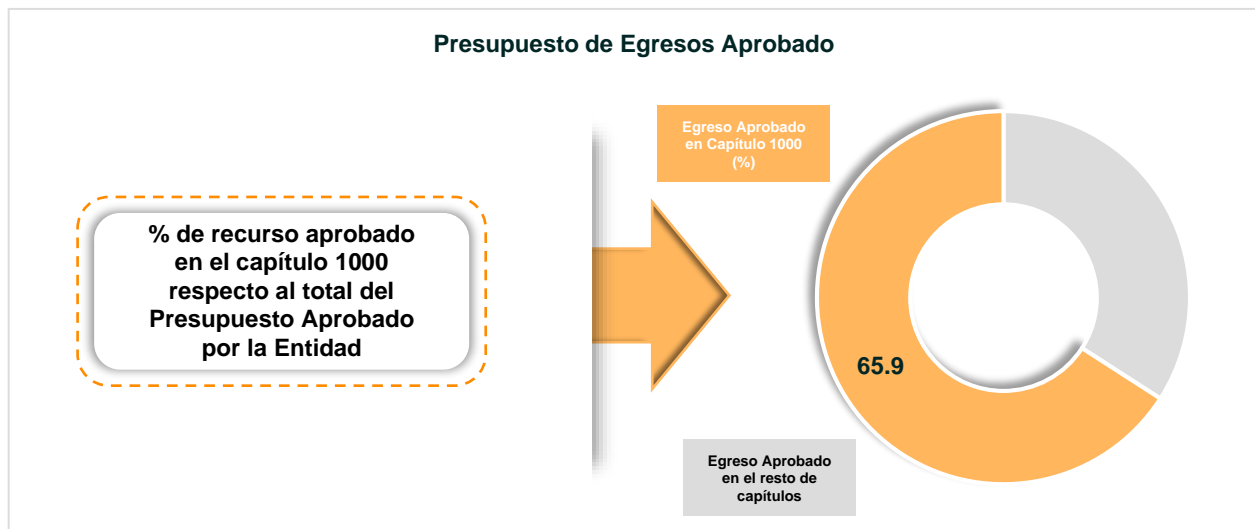 Presupuesto de Egresos Aprobado
% de recurso aprobado
en el capítulo 1000
respecto al total del
Presupuesto Aprobado
por la Entidad
Egreso Aprobado
en Capítulo 1000
(%)
65.9
Egreso Aprobado
en el resto de
capítulos